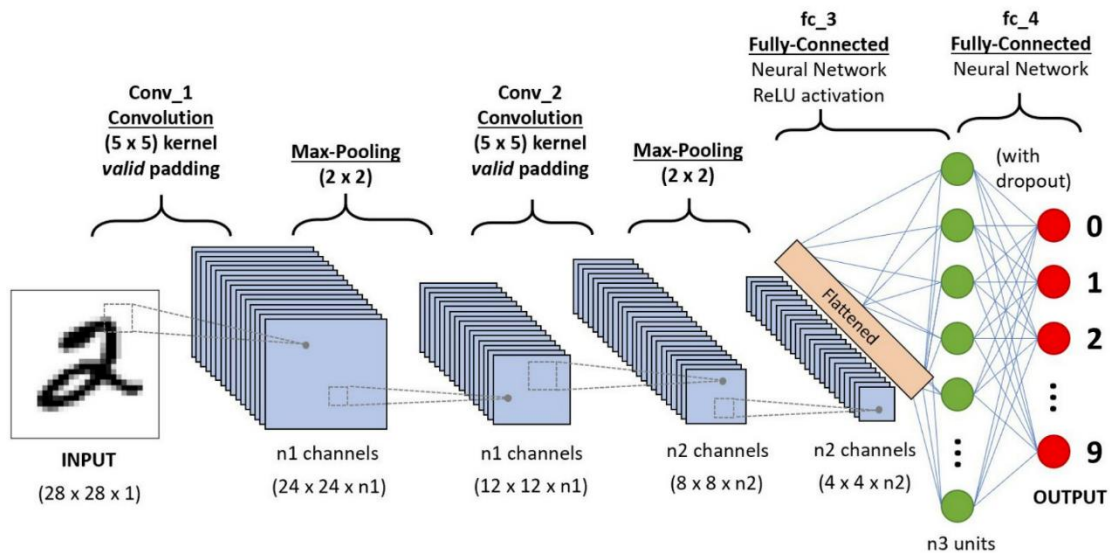 Conv_1
Convolution
(5 x 5) kernel
valid padding
Max-Pooling
(2 x 2)
Conv_2
Convolution
(5 x 5) kernel
valid padding
Max-Pooling
(2 x 2)
fc_3
Fully-Connected
Neural Network
ReLU activation
fc_4
Fully-Connected
Neural Network
(with
dropout)
Flattened
0
1
2
9
OUTPUT
2
INPUT
(28 x 28 x 1)
n1 channels
(24 x 24 x n1)
n1 channels
(12 x 12 x n1)
n2 channels
(8 x 8 x n2)
n2 channels
(4 x 4 x n2)
n3 units